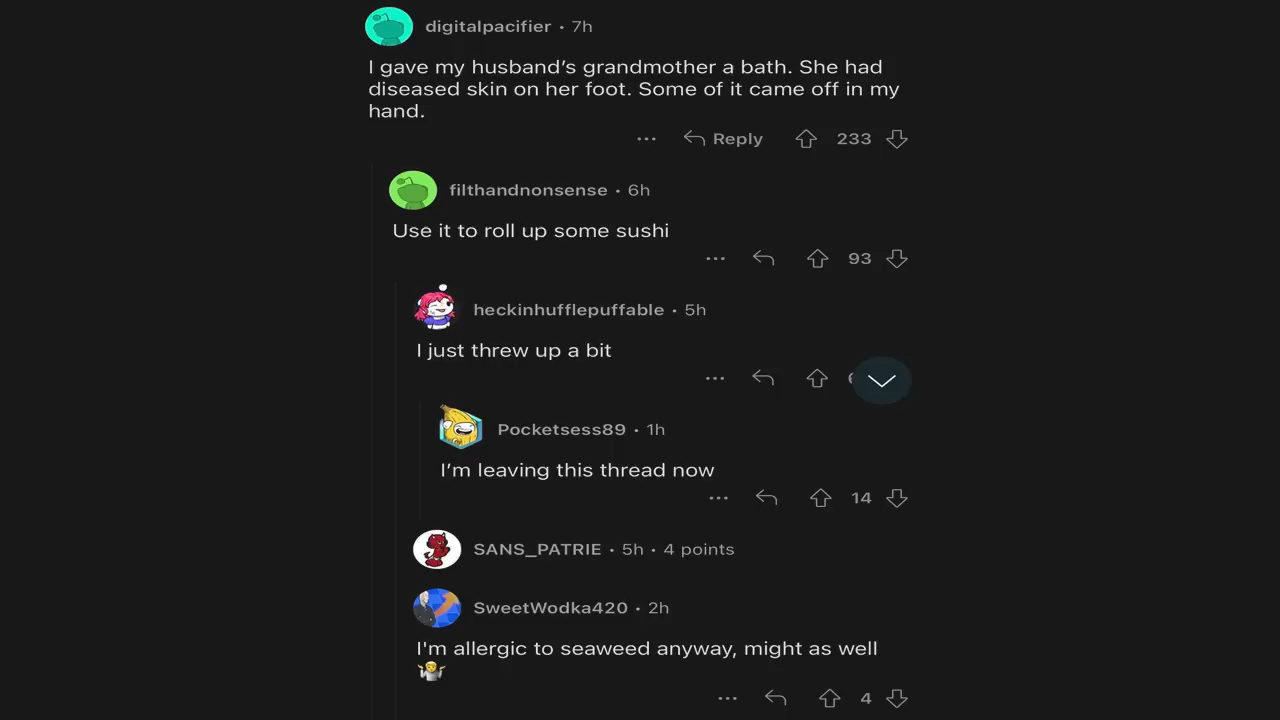 digitalpacifier • 7h
I gave my husband’s grandmother a bath. She had
diseased skin on her foot. Some of it came off in my
hand.
Reply 233
filthandnonsense • 6h
Use it to roll up some sushi
93
heckinhufflepuffable • 5h
I just threw up a bit
Pocketsess89 • 1h
I’m leaving this thread now
14
SANS_PATRIE • 5h • 4 points
SweetWodka420 • 2h
I'm allergic to seaweed anyway, might as well
🤷
4